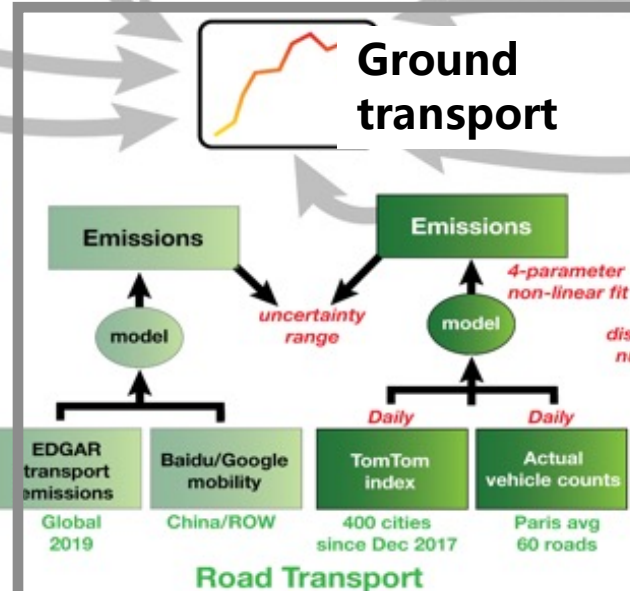 Ground
transport
Emissions
Emissions
4-parameter
non-linear fit
uncertainty
range
model
model
Daily
Daily
EDGAR
transport
emissions
Baidu/Google
mobility
TomTom
index
Actual
vehicle counts
Global
2019
China/ROW
400 cities
since Dec 2017
Paris avg
60 roads
Road Transport